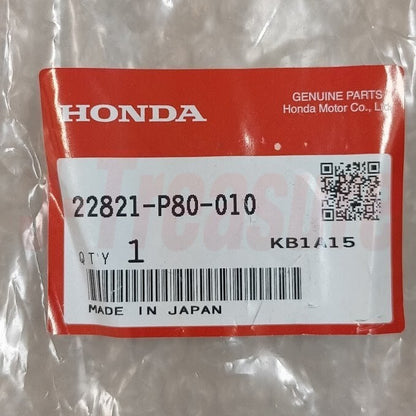 GENUINE PARTS
HONDA
Honda Motor Co., Ltd
22821-P80-010
KB1A15
QTY 1
MADE IN JAPAN